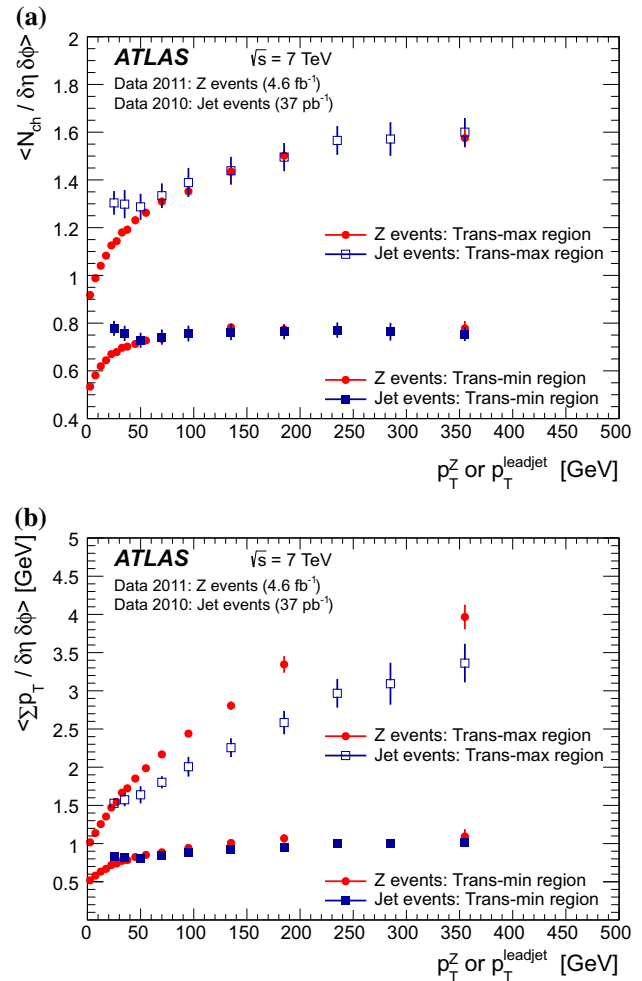 (a)
<N_ch / δη δϕ>
2
1.8
1.6
1.4
1.2
1
0.8
0.6
0.4
ATLAS √s = 7 TeV
Data 2011: Z events (4.6 fb⁻¹)
Data 2010: Jet events (37 pb⁻¹)
Z events: Trans-max region
Jet events: Trans-max region
Z events: Trans-min region
Jet events: Trans-min region
0 50 100 150 200 250 300 350 400 450 500
p_T^Z or p_T^leadjet [GeV]
(b)
<Σp_T / δη δϕ> [GeV]
5
4.5
4
3.5
3
2.5
2
1.5
1
0.5
ATLAS √s = 7 TeV
Data 2011: Z events (4.6 fb⁻¹)
Data 2010: Jet events (37 pb⁻¹)
Z events: Trans-max region
Jet events: Trans-max region
Z events: Trans-min region
Jet events: Trans-min region
0 50 100 150 200 250 300 350 400 450 500
p_T^Z or p_T^leadjet [GeV]